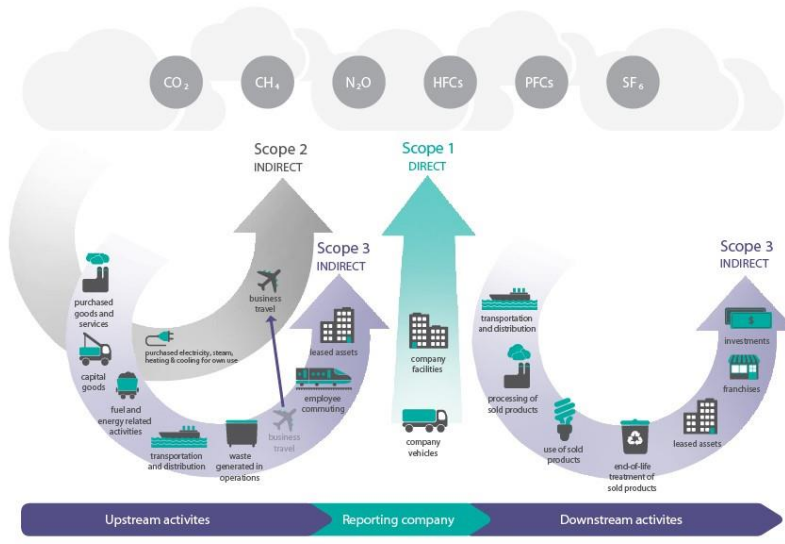 CO₂
CH₄
N₂O
HFCs
PFCs
SF₆
Scope 2
INDIRECT
Scope 1
DIRECT
Scope 3
INDIRECT
Scope 3
INDIRECT
purchased
goods and
services
capital
goods
fuel and
energy related
activities
purchased electricity, steam,
heating & cooling for own use
business
travel
transportation
and distribution
waste
generated in
operations
business
travel
employee
commuting
leased assets
company
facilities
company
vehicles
transportation
and distribution
processing of
sold products
use of sold
products
end-of-life
treatment of
sold products
leased assets
franchises
investments
$
Upstream activites
Reporting company
Downstream activites